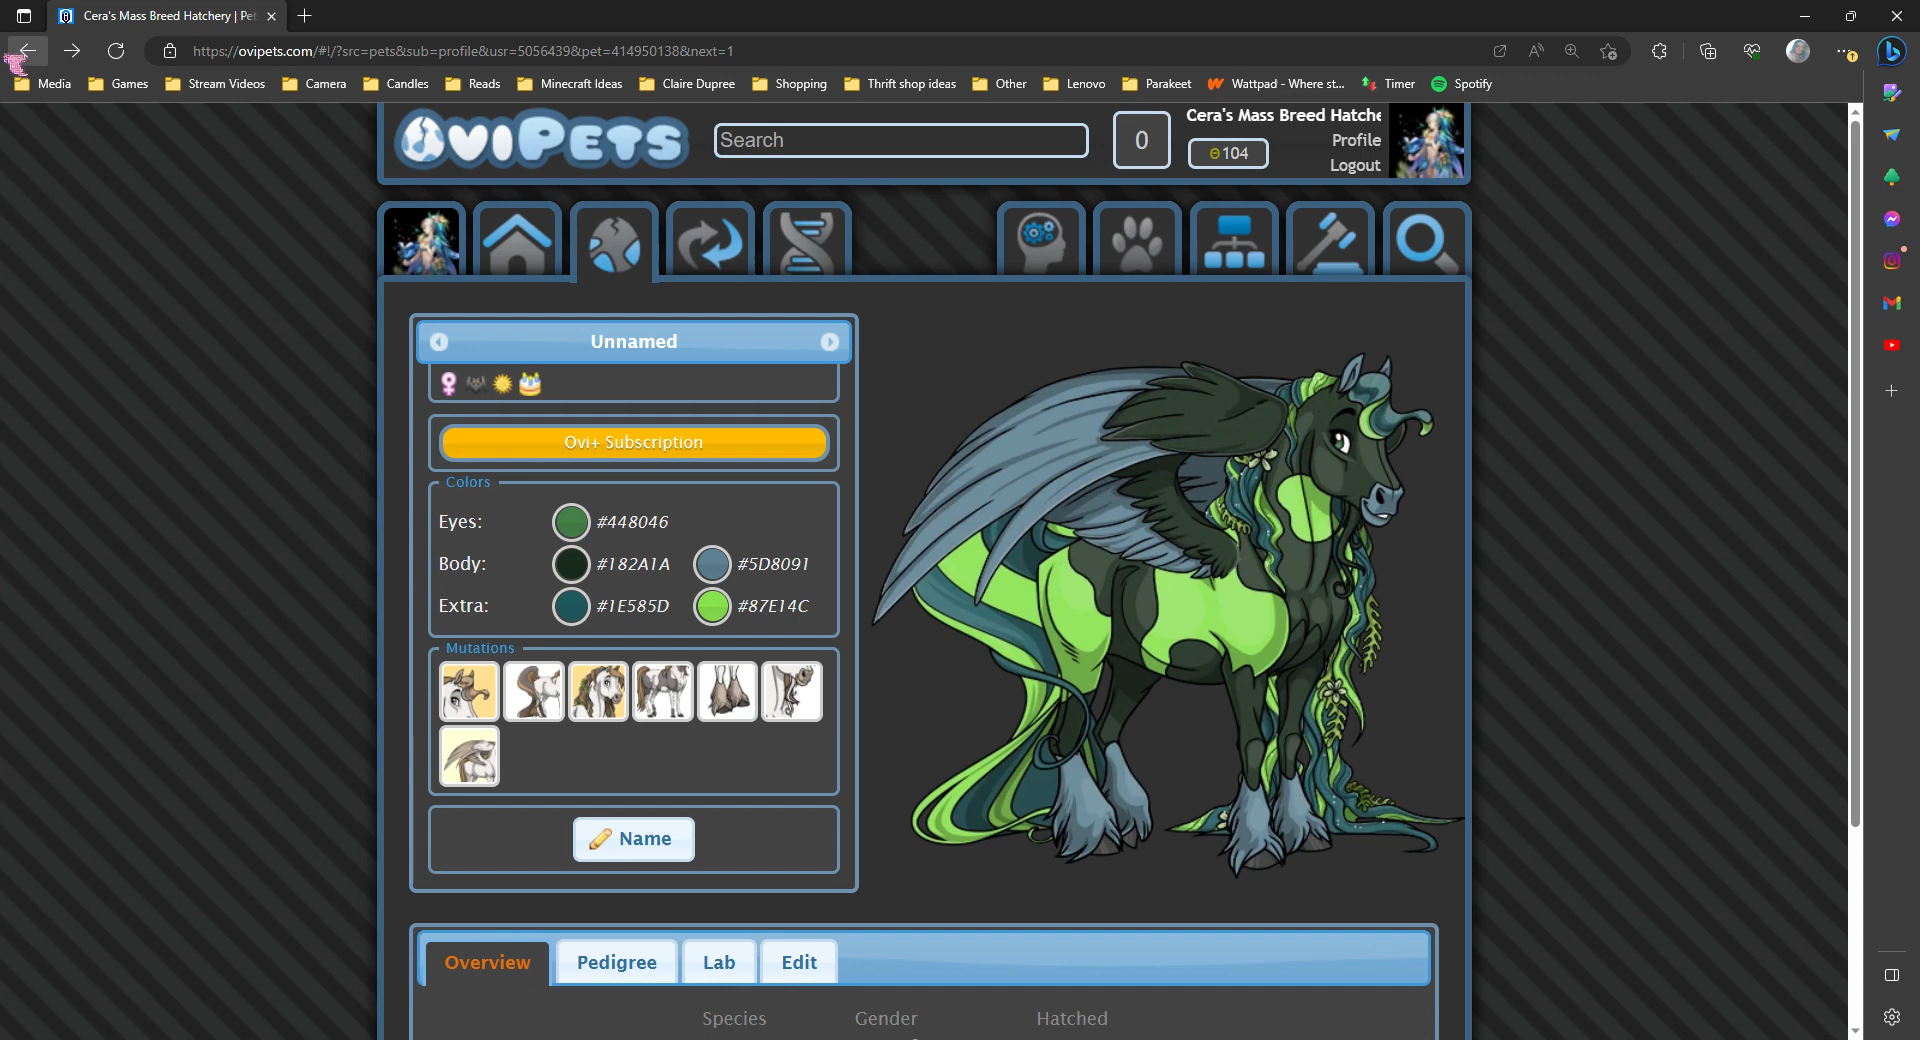 Cera's Mass Breed Hatchery | Pet
https://ovipets.com/#!/?src=pets&sub=profile&usr=5056439&pet=414950138&next=1
Media Games Stream Videos Camera Candles Reads Minecraft Ideas Claire Dupree Shopping Thrift shop ideas Other Lenovo Parakeet Wattpad - Where st... Timer Spotify
OviPets
Search
0
Cera's Mass Breed Hatche
104
Profile
Logout
Unnamed
Ovi+ Subscription
Colors
Eyes: #448046
Body: #182A1A #5D8091
Extra: #1E585D #87E14C
Mutations
Name
Overview Pedigree Lab Edit
Species Gender Hatched